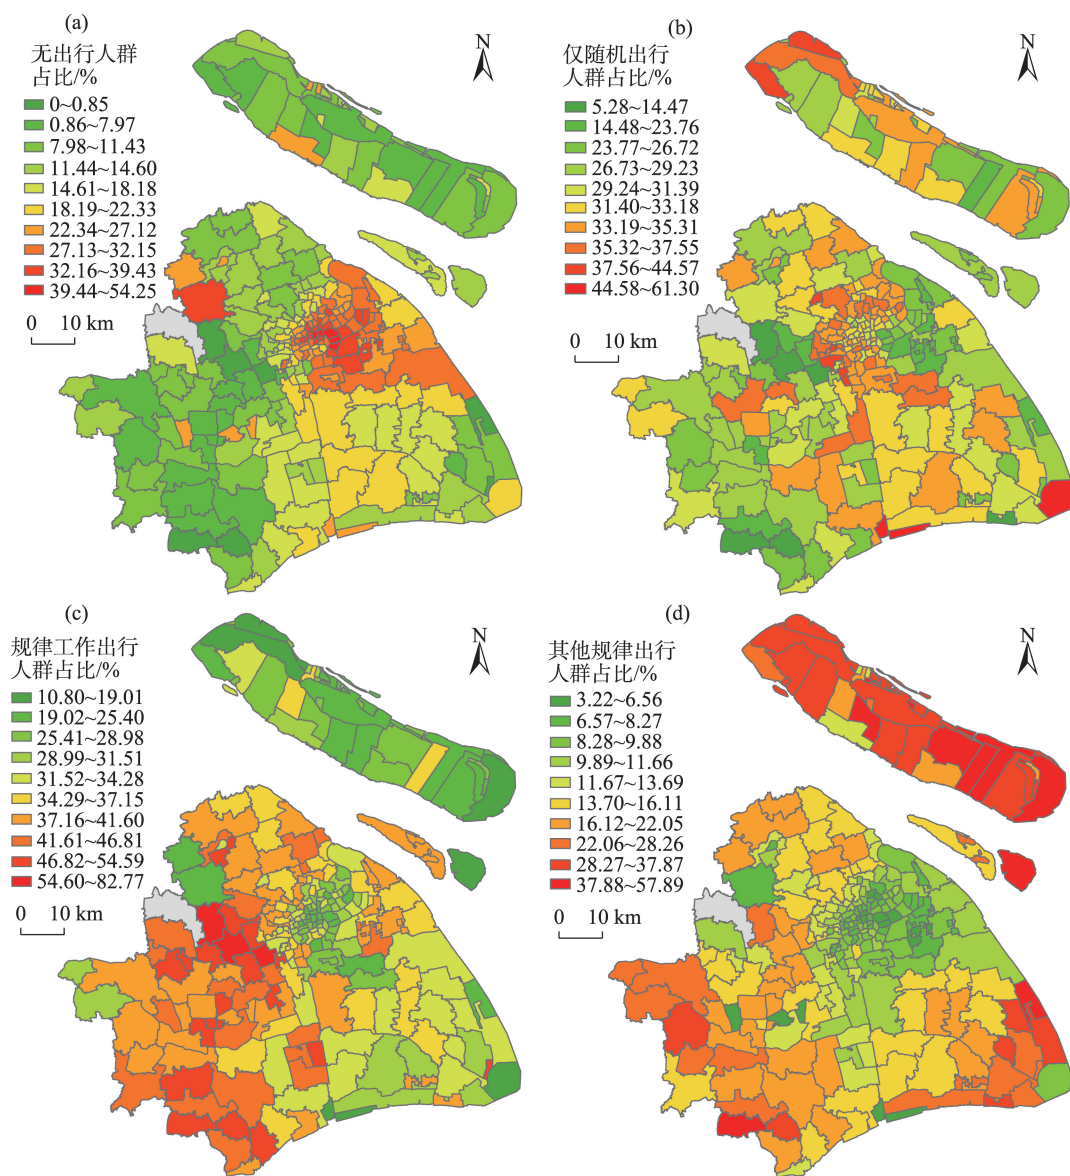 (a)
无出行人群
占比/%
0~0.85
0.86~7.97
7.98~11.43
11.44~14.60
14.61~18.18
18.19~22.33
22.34~27.12
27.13~32.15
32.16~39.43
39.44~54.25
0 10 km
N
(b)
仅随机出行
人群占比/%
5.28~14.47
14.48~23.76
23.77~26.72
26.73~29.23
29.24~31.39
31.40~33.18
33.19~35.31
35.32~37.55
37.56~44.57
44.58~61.30
0 10 km
N
(c)
规律工作出行
人群占比/%
10.80~19.01
19.02~25.40
25.41~28.98
28.99~31.51
31.52~34.28
34.29~37.15
37.16~41.60
41.61~46.81
46.82~54.59
54.60~82.77
0 10 km
N
(d)
其他规律出行
人群占比/%
3.22~6.56
6.57~8.27
8.28~9.88
9.89~11.66
11.67~13.69
13.70~16.11
16.12~22.05
22.06~28.26
28.27~37.87
37.88~57.89
0 10 km
N